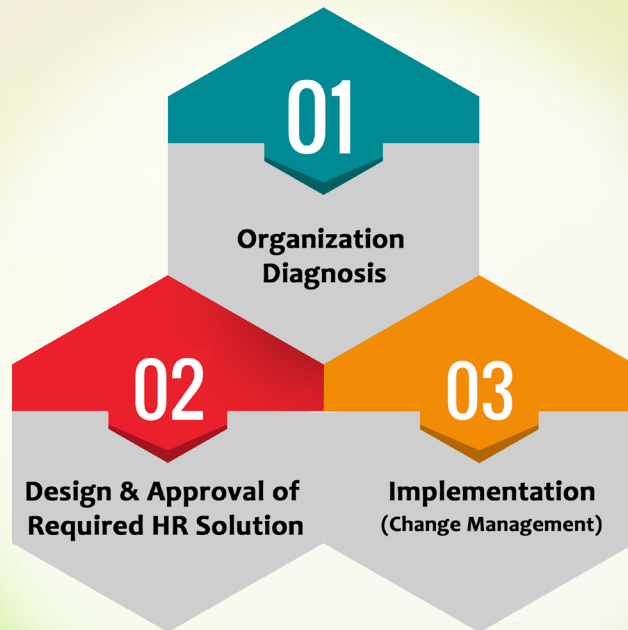 01
Organization
Diagnosis
02
Design & Approval of
Required HR Solution
03
Implementation
(Change Management)